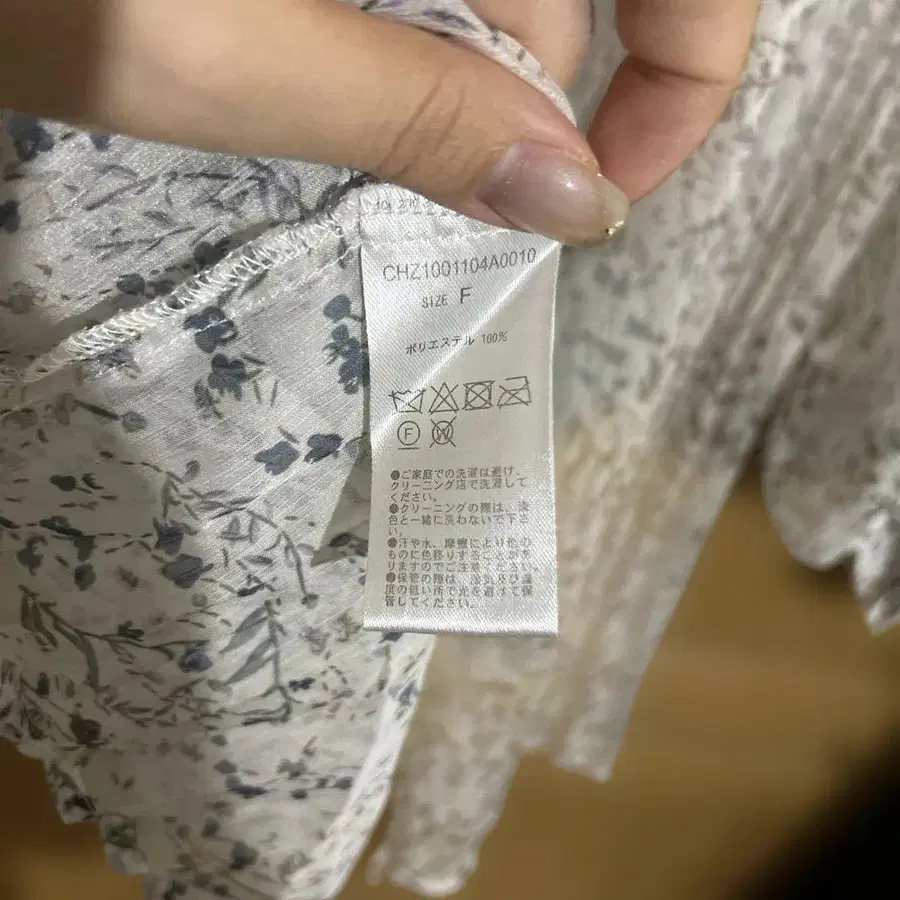 CHZ1001104A0010
SIZE F
ポリエステル 100%
F
W
●ご家庭での洗濯は避け、
クリーニング店で洗濯して
ください。
●クリーニングの際は、淡
色と一緒に洗わないで下さ
い。
●汗や水、摩擦により他の
ものに色移りすることがあ
りますのでご注意ください。
●保管の際は、湿気及び温
度の低い所で光を避けて保
管してください。